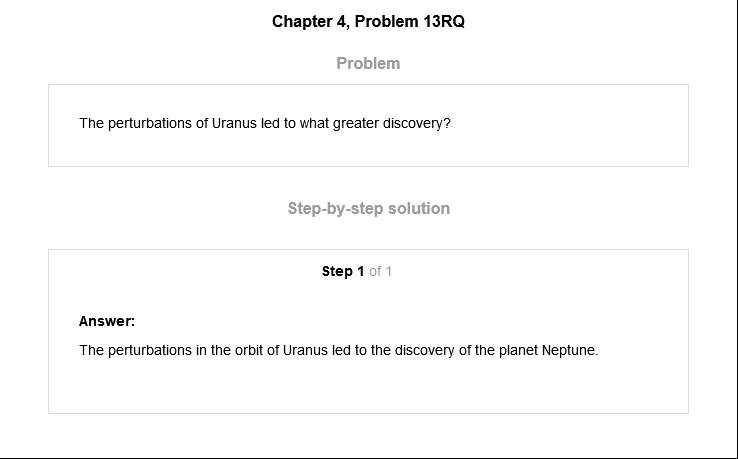 Chapter 4, Problem 13RQ
Problem
The perturbations of Uranus led to what greater discovery?
Step-by-step solution
Step 1 of 1
Answer:
The perturbations in the orbit of Uranus led to the discovery of the planet Neptune.